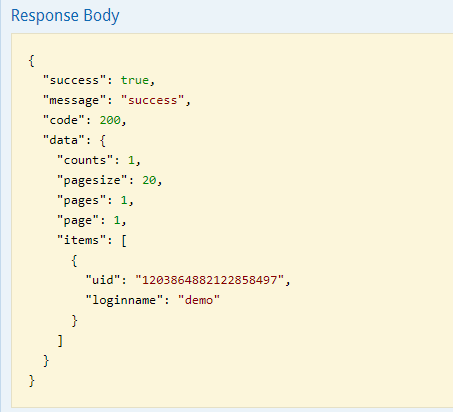 Response Body
{
  "success": true,
  "message": "success",
  "code": 200,
  "data": {
    "counts": 1,
    "pagesize": 20,
    "pages": 1,
    "page": 1,
    "items": [
      {
        "uid": "1203864882122858497",
        "loginname": "demo"
      }
    ]
  }
}